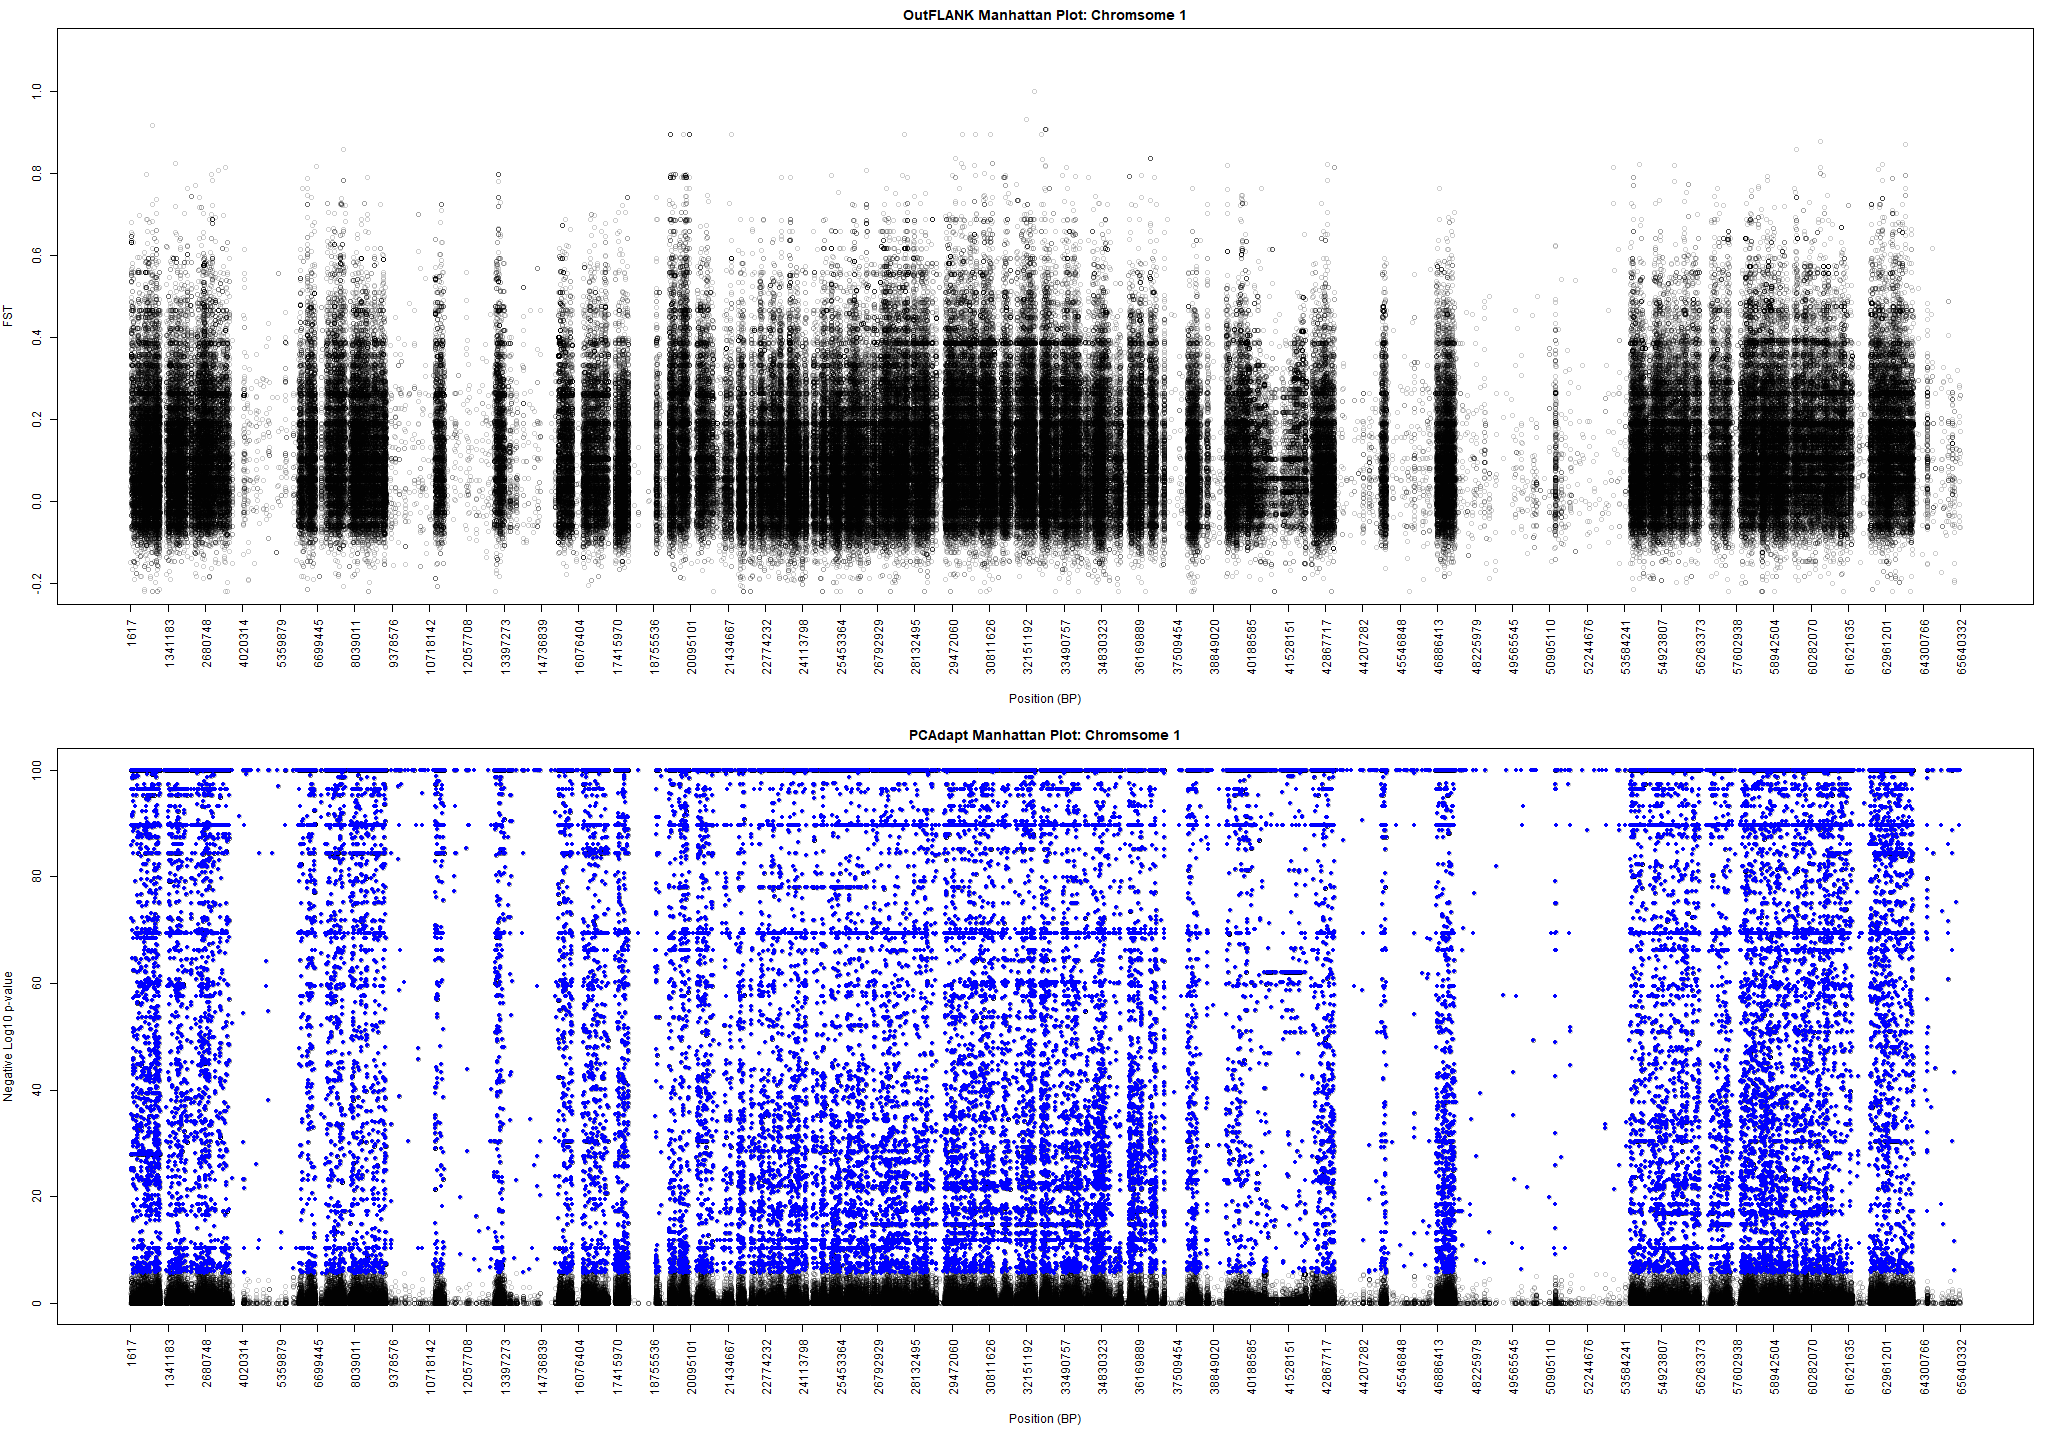 OutFLANK Manhattan Plot: Chromsome 1
FST
1.0
0.8
0.6
0.4
0.2
0.0
-0.2
1617 1341183 2680748 4020314 5359879 6699445 8039011 9378576 10718142 12057708 13397273 14736839 16076404 17415970 18755536 20095101 21434667 22774232 24113798 25453364 26792929 28132495 29472060 30811626 32151192 33490757 34830323 36169889 37509454 38849020 40188585 41528151 42867717 44207282 45546848 46886413 48225979 49565545 50905110 52244676 53584241 54923807 56263373 57602938 58942504 60282070 61621635 62961201 64300766 65640332
Position (BP)
PCAdapt Manhattan Plot: Chromsome 1
Negative Log10 p-value
100
80
60
40
20
0
1617 1341183 2680748 4020314 5359879 6699445 8039011 9378576 10718142 12057708 13397273 14736839 16076404 17415970 18755536 20095101 21434667 22774232 24113798 25453364 26792929 28132495 29472060 30811626 32151192 33490757 34830323 36169889 37509454 38849020 40188585 41528151 42867717 44207282 45546848 46886413 48225979 49565545 50905110 52244676 53584241 54923807 56263373 57602938 58942504 60282070 61621635 62961201 64300766 65640332
Position (BP)